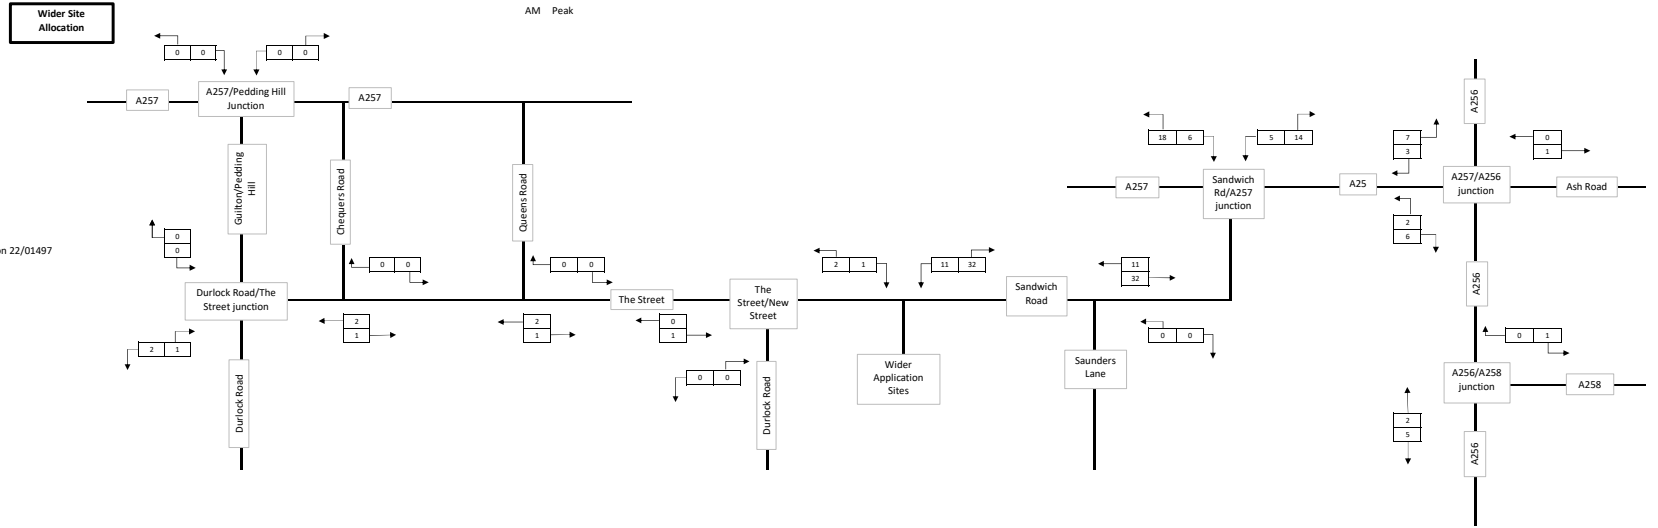 Wider Site
Allocation
AM Peak
0 0
0 0
A257
A257/Pedding Hill
Junction
A257
Guilton/Pedding
Hill
Chequers Road
Queens Road
18 6
5 14
7
3
0
1
A256
A257
Sandwich
Rd/A257
junction
A25
A257/A256
junction
Ash Road
2
6
0
0
n 22/01497
0 0
0 0
2 1
11 32
11
32
A256
Durlock Road/The
Street junction
The Street
The
Street/New
Street
Sandwich
Road
2
1
2
1
2
1
0
1
0 0
0 1
2 1
0 0
Durlock Road
Durlock Road
Wider
Application
Sites
Saunders
Lane
A256/A258
junction
A258
2
5
A256